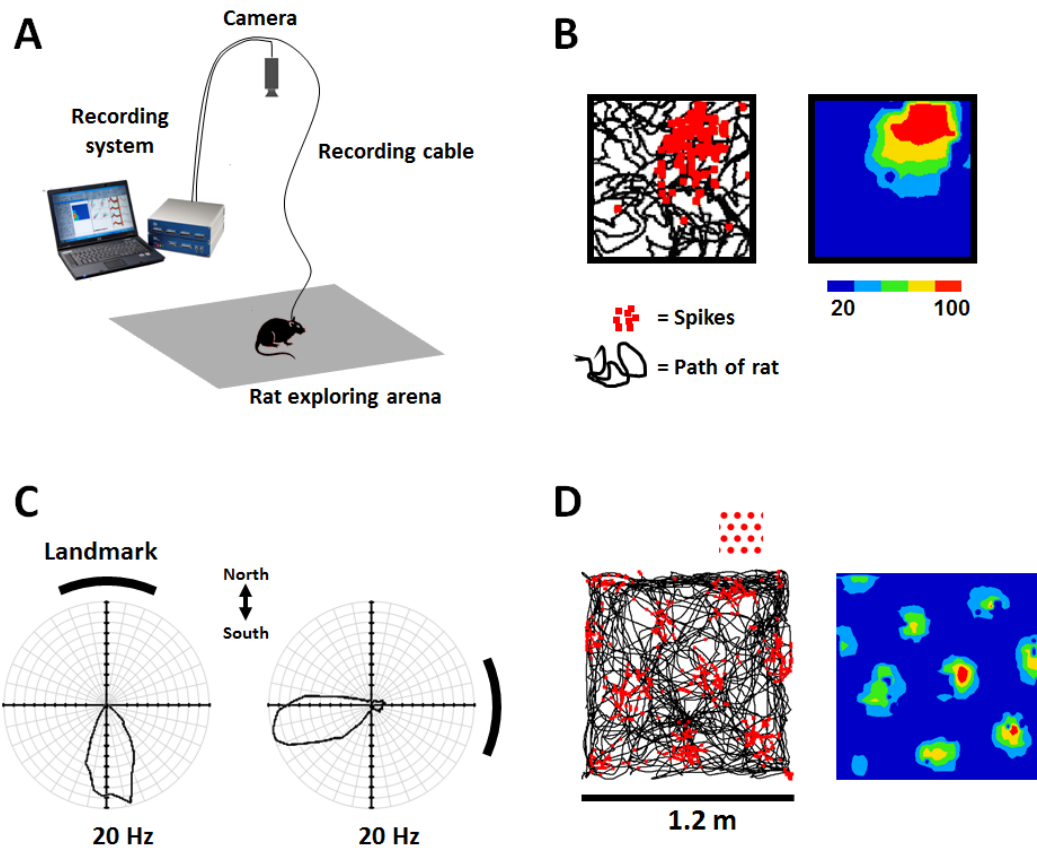 A
Camera
Recording
system
Recording cable
Rat exploring arena
B
20
100
= Spikes
= Path of rat
C
Landmark
North
South
20 Hz
20 Hz
D
1.2 m